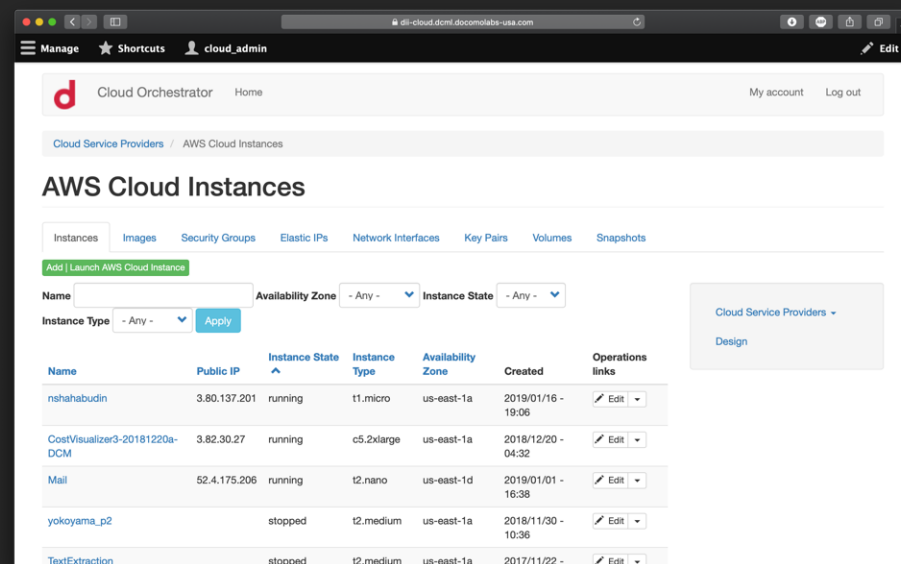 dii-cloud.dcml.docomolabs-usa.com
Manage Shortcuts cloud_admin Edit
d Cloud Orchestrator Home My account Log out
Cloud Service Providers / AWS Cloud Instances
AWS Cloud Instances
Instances Images Security Groups Elastic IPs Network Interfaces Key Pairs Volumes Snapshots
Add | Launch AWS Cloud Instance
Name Availability Zone - Any - Instance State - Any -
Instance Type - Any - Apply
Cloud Service Providers
Design
Name Public IP Instance State Instance Type Availability Zone Created Operations links
nshahabudin 3.80.137.201 running t1.micro us-east-1a 2019/01/16 - 19:06 Edit
CostVisualizer3-20181220a-DCM 3.82.30.27 running c5.2xlarge us-east-1a 2018/12/20 - 04:32 Edit
Mail 52.4.175.206 running t2.nano us-east-1d 2019/01/01 - 16:38 Edit
yokoyama_p2 stopped t2.medium us-east-1a 2018/11/30 - 10:36 Edit
TextExtraction stopped t2.medium us-east-1a 2017/11/22 - Edit